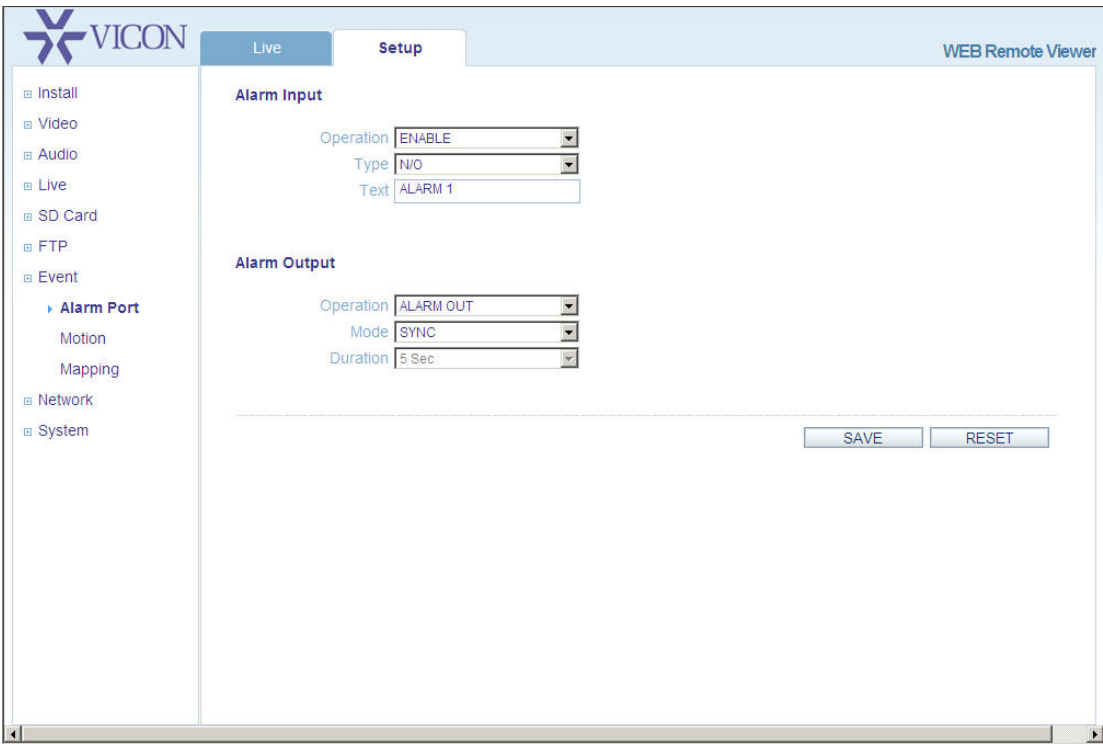 VICON
Live
Setup
WEB Remote Viewer
Install
Video
Audio
Live
SD Card
FTP
Event
Alarm Port
Motion
Mapping
Network
System
Alarm Input
Operation ENABLE
Type N/O
Text ALARM 1
Alarm Output
Operation ALARM OUT
Mode SYNC
Duration 5 Sec
SAVE
RESET